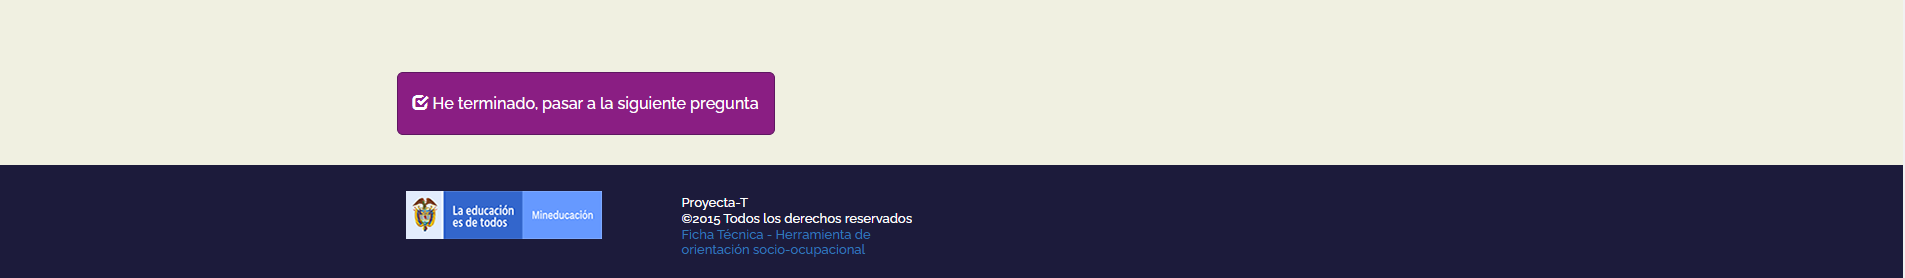 He terminado, pasar a la siguiente pregunta
La educación
es de todos
Mineducación
Proyecta-T
©2015 Todos los derechos reservados
Ficha Técnica - Herramienta de
orientación socio-ocupacional